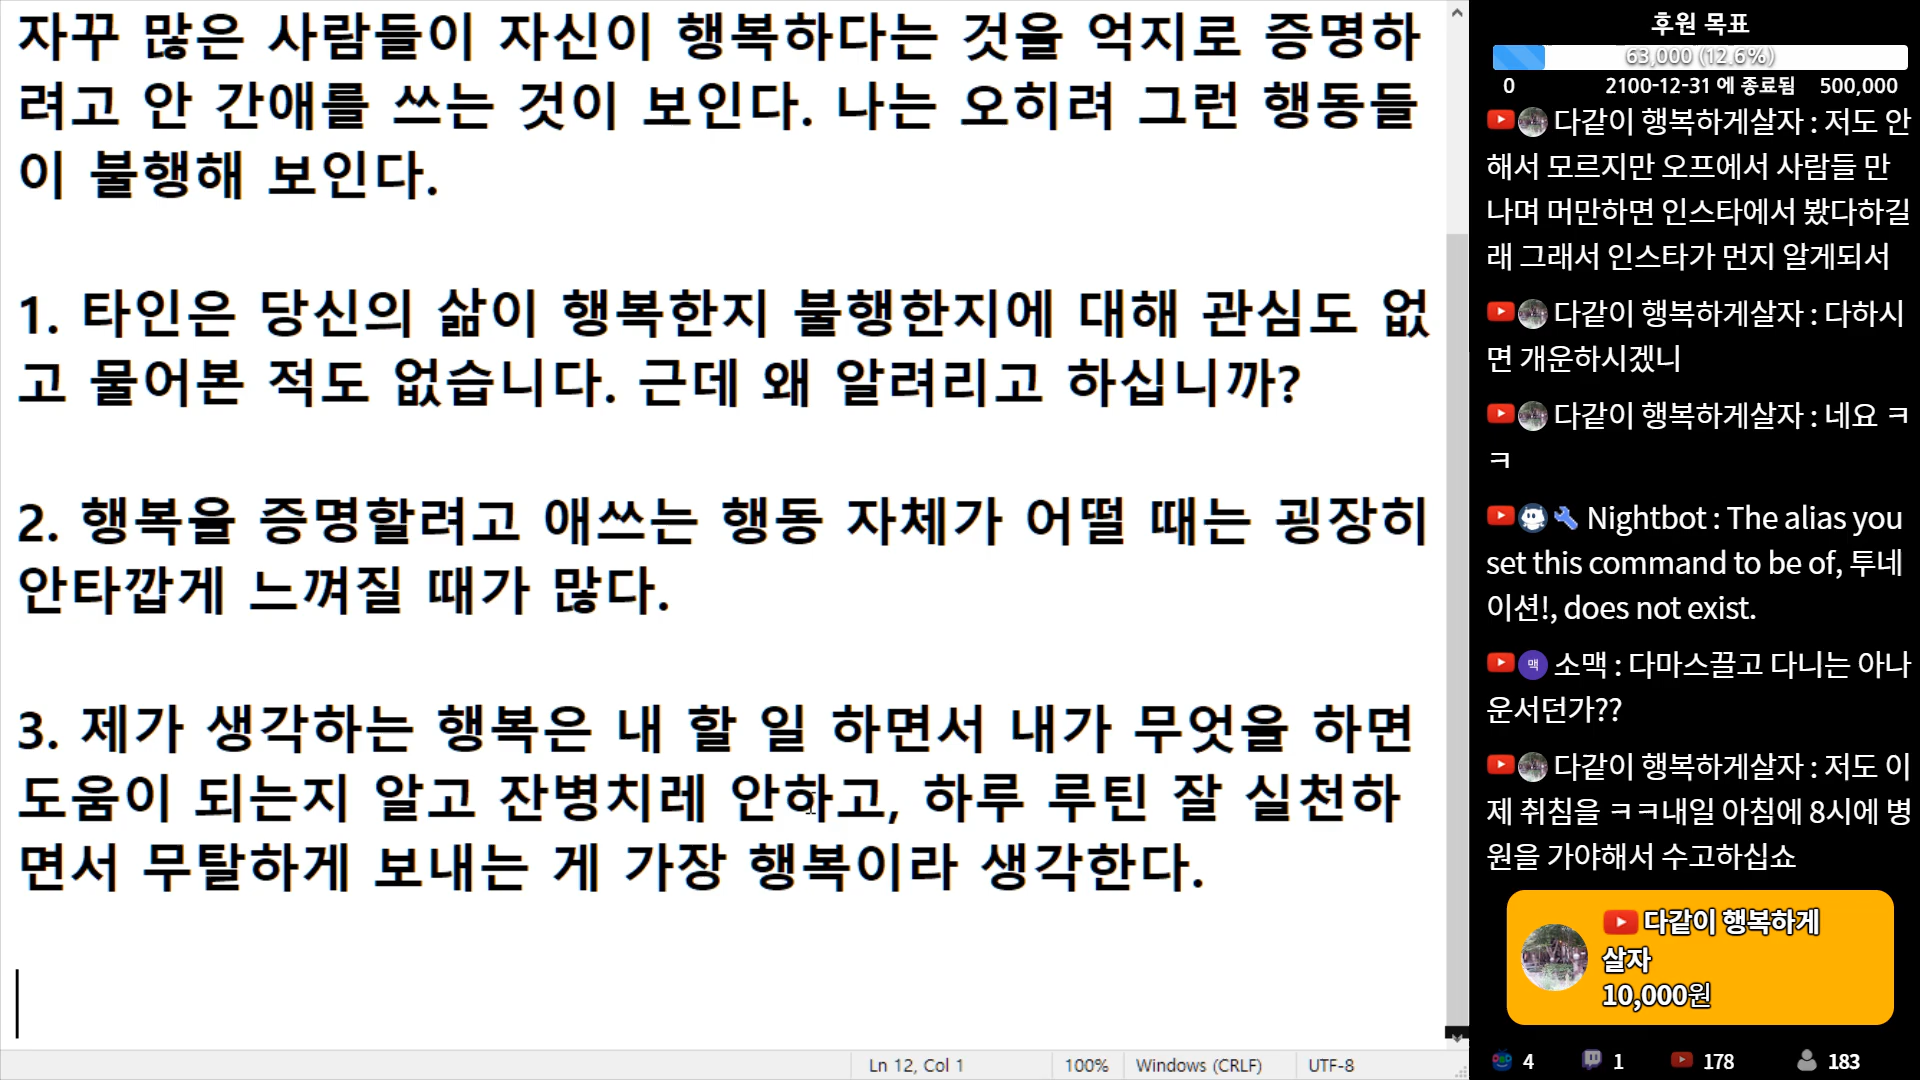 자꾸 많은 사람들이 자신이 행복하다는 것을 억지로 증명하
려고 안 간애를 쓰는 것이 보인다. 나는 오히려 그런 행동들
이 불행해 보인다.
1. 타인은 당신의 삶이 행복한지 불행한지에 대해 관심도 없
고 물어본 적도 없습니다. 근데 왜 알려리고 하십니까?
2. 행복을 증명할려고 애쓰는 행동 자체가 어떨 때는 굉장히
안타깝게 느껴질 때가 많다.
3. 제가 생각하는 행복은 내 할 일 하면서 내가 무엇을 하면
도움이 되는지 알고 잔병치레 안하고, 하루 루틴 잘 실천하
면서 무탈하게 보내는 게 가장 행복이라 생각한다.
Ln 12, Col 1
100%
Windows (CRLF)
UTF-8
후원 목표
63,000 (12.6%)
0 2100-12-31 에 종료됨 500,000
다같이 행복하게살자 : 저도 안
해서 모르지만 오프에서 사람들 만
나며 머만하면 인스타에서 봤다하길
래 그래서 인스타가 먼지 알게되서
다같이 행복하게살자 : 다하시
면 개운하시겠니
다같이 행복하게살자 : 네요 ㅋ
ㅋ
Nightbot : The alias you
set this command to be of, 투네
이션!, does not exist.
맥 소맥 : 다마스끌고 다니는 아나
운서던가??
다같이 행복하게살자 : 저도 이
제 취침을 ㅋㅋ내일 아침에 8시에 병
원을 가야해서 수고하십쇼
다같이 행복하게
살자
10,000원
4 1 178 183